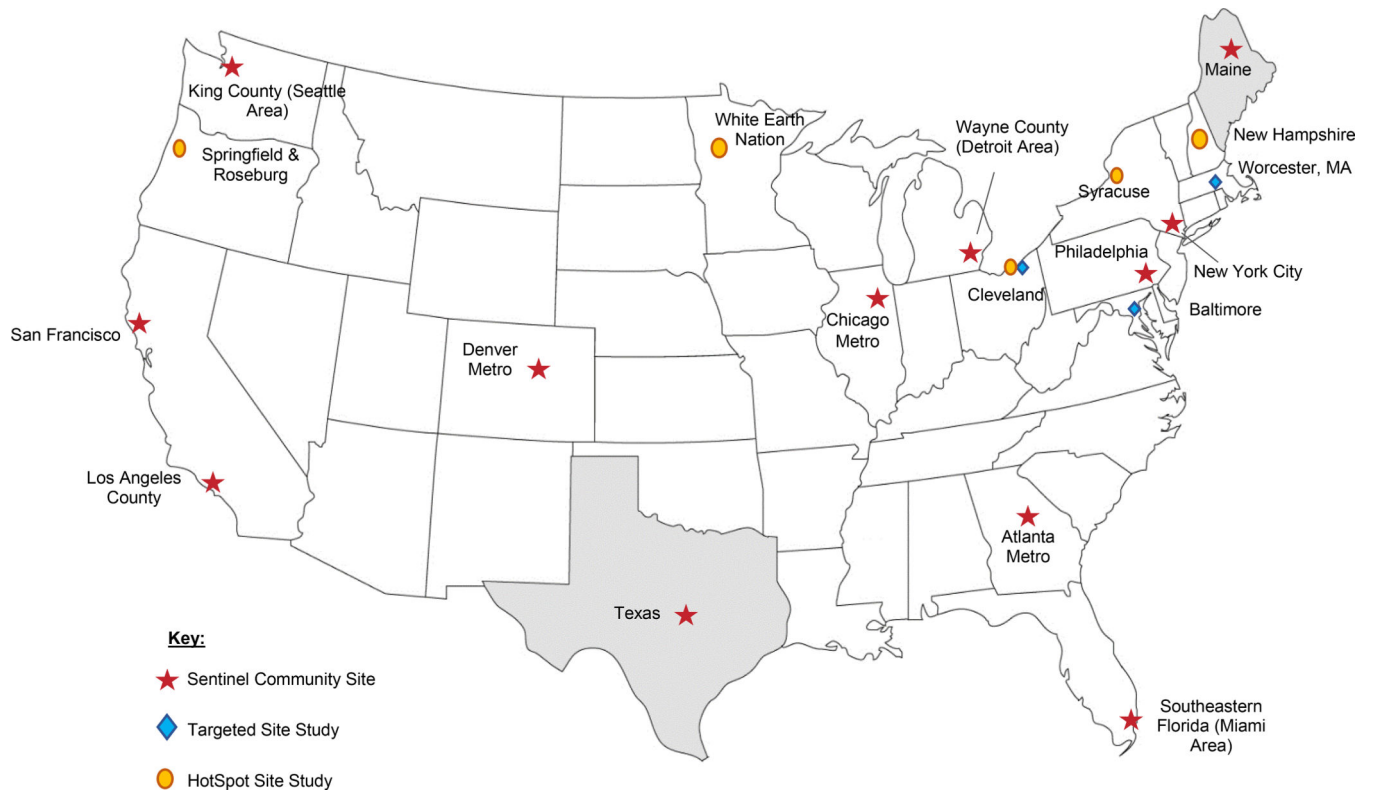 Maine
King County (Seattle
Area)
White Earth
Nation
Wayne County
(Detroit Area)
New Hampshire
Springfield &
Roseburg
Worcester, MA
Syracuse
Philadelphia
New York City
Cleveland
Baltimore
Chicago
Metro
San Francisco
Denver
Metro
Los Angeles
County
Atlanta
Metro
Texas
Key:
Sentinel Community Site
Targeted Site Study
HotSpot Site Study
Southeastern
Florida (Miami
Area)